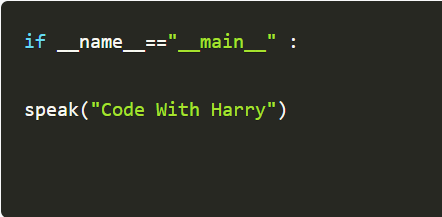 if __name__=="__main__" :
speak("Code With Harry")